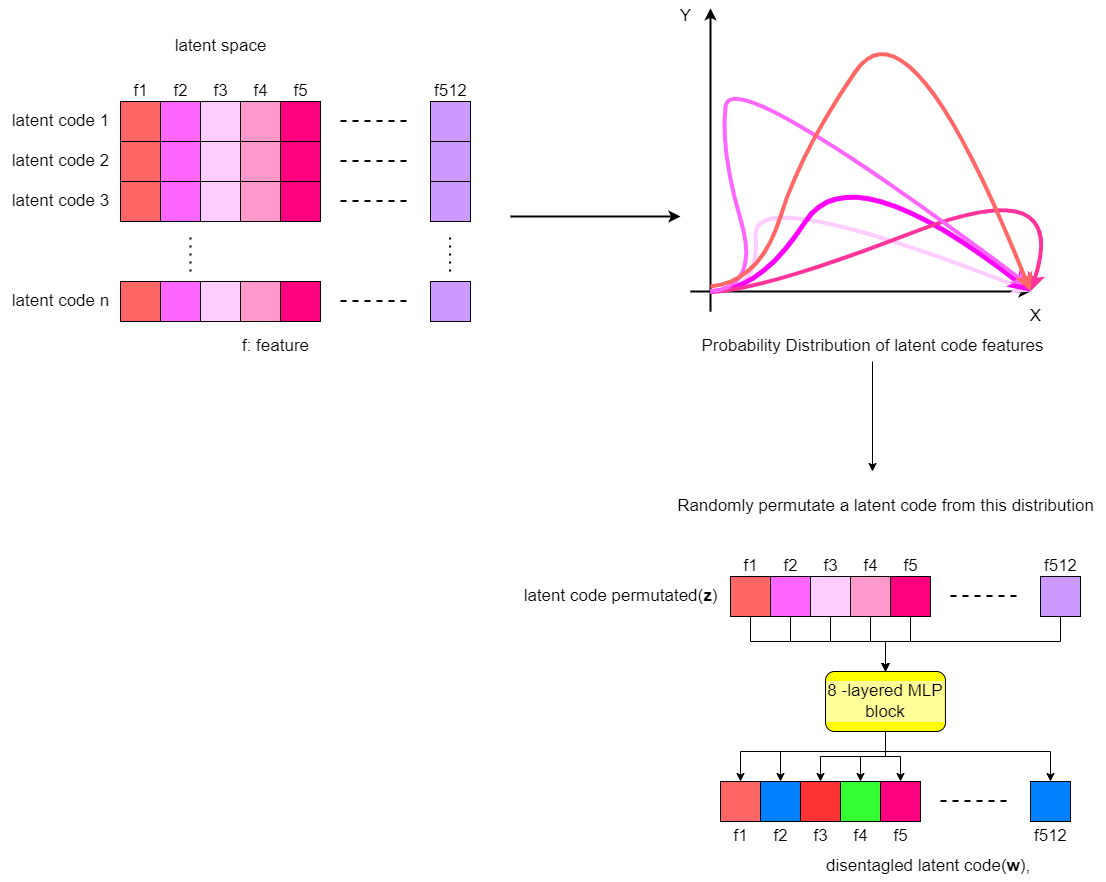 latent space
f1 f2 f3 f4 f5 f512
latent code 1
latent code 2
latent code 3
latent code n
f: feature
Y
X
Probability Distribution of latent code features
Randomly permutate a latent code from this distribution
f1 f2 f3 f4 f5 f512
latent code permutated(z)
8 -layered MLP
block
f1 f2 f3 f4 f5 f512
disentagled latent code(w),